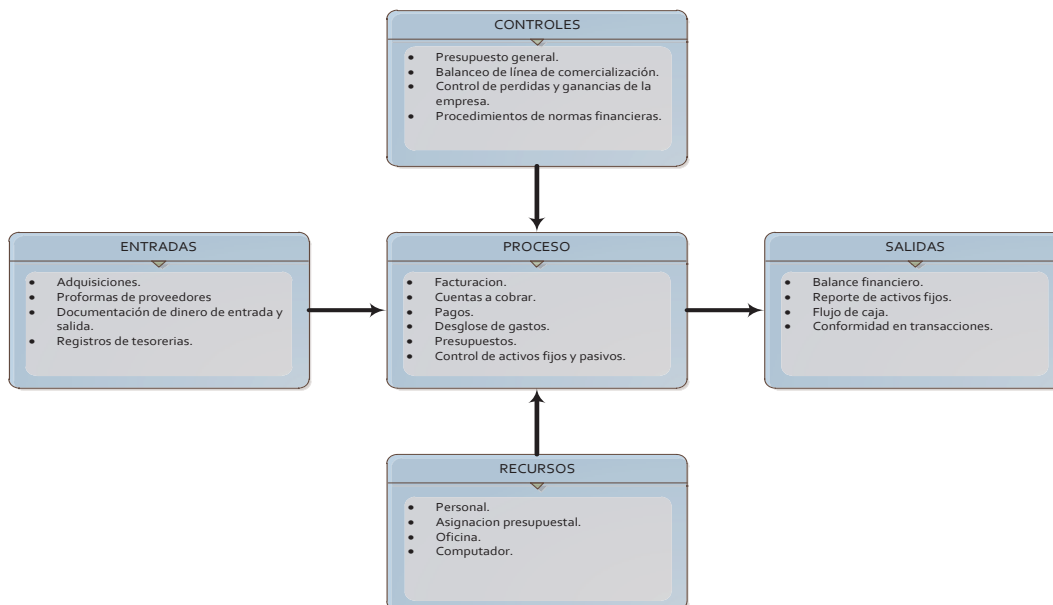 CONTROLES
• Presupuesto general.
• Balanceo de línea de comercialización.
• Control de perdidas y ganancias de la
empresa.
• Procedimientos de normas financieras.
ENTRADAS
• Adquisiciones.
• Proformas de proveedores
• Documentación de dinero de entrada y
salida.
• Registros de tesorerias.
PROCESO
• Facturacion.
• Cuentas a cobrar.
• Pagos.
• Desglose de gastos.
• Presupuestos.
• Control de activos fijos y pasivos.
SALIDAS
• Balance financiero.
• Reporte de activos fijos.
• Flujo de caja.
• Conformidad en transacciones.
RECURSOS
• Personal.
• Asignacion presupuestal.
• Oficina.
• Computador.